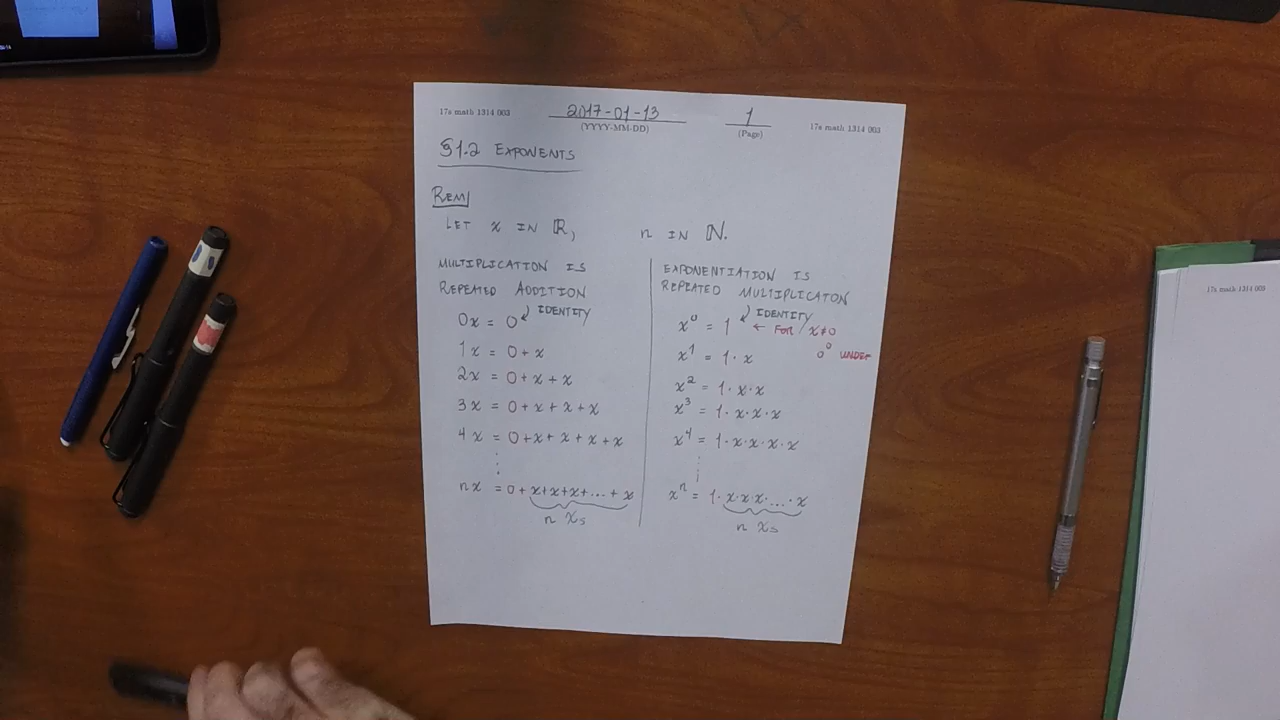 17s math 1314 003 2017-01-13 1 17s math 1314 003
(YYYY-MM-DD) (Page)
§1.2 EXPONENTS
REM/
LET x IN ℝ, n IN ℕ.
MULTIPLICATION IS
REPEATED ADDITION
0x = 0 ↙ IDENTITY
1x = 0 + x
2x = 0 + x + x
3x = 0 + x + x + x
4x = 0 + x + x + x + x
⋮
nx = 0 + x+x+x+...+ x
n xs
EXPONENTIATION IS
REPEATED MULTIPLICATON
↙ IDENTITY
x⁰ = 1 ← FOR x≠0
x¹ = 1·x 0⁰ UNDEF
x² = 1·x·x
x³ = 1·x·x·x
x⁴ = 1·x·x·x·x
⋮
xⁿ = 1·x·x·x·...·x
n xs
17s math 1314 003